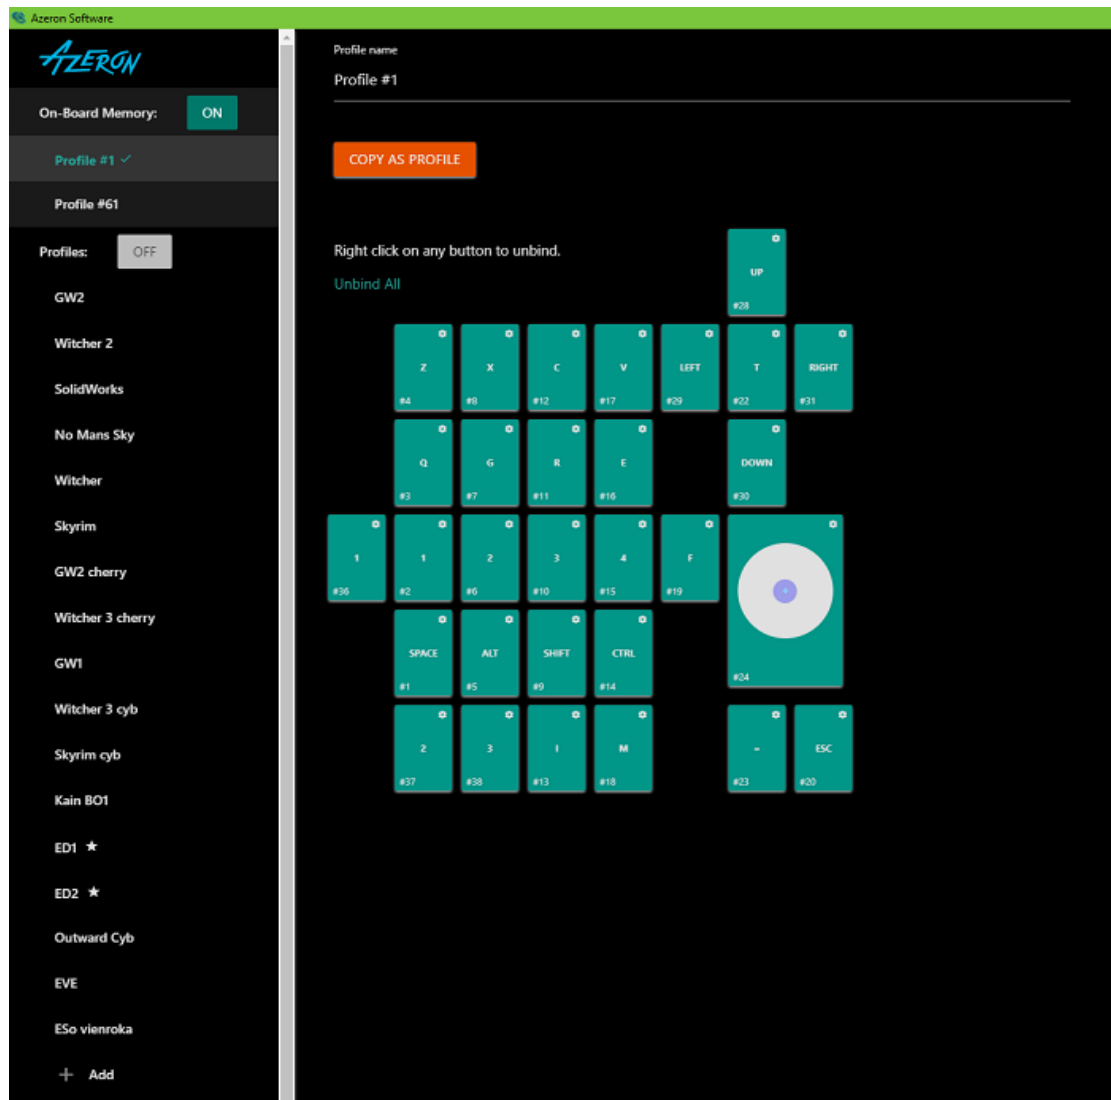 Azeron Software
AZERON
On-Board Memory: ON
Profile #1
Profile #61
Profiles: OFF
GW2
Witcher 2
SolidWorks
No Mans Sky
Witcher
Skyrim
GW2 cherry
Witcher 3 cherry
GW1
Witcher 3 cyb
Skyrim cyb
Kain BO1
ED1
ED2
Outward Cyb
EVE
ESo vienroka
+ Add
Profile name
Profile #1
COPY AS PROFILE
Right click on any button to unbind.
Unbind All
UP
#28
Z X C V LEFT T RIGHT
#4 #8 #12 #17 #29 #22 #31
Q G R E DOWN
#3 #7 #11 #16 #30
1 1 2 3 4 F
#36 #2 #6 #10 #15 #19
SPACE ALT SHIFT CTRL
#1 #5 #9 #14 #24
2 3 I M ESC
#37 #38 #13 #18 #23 #20